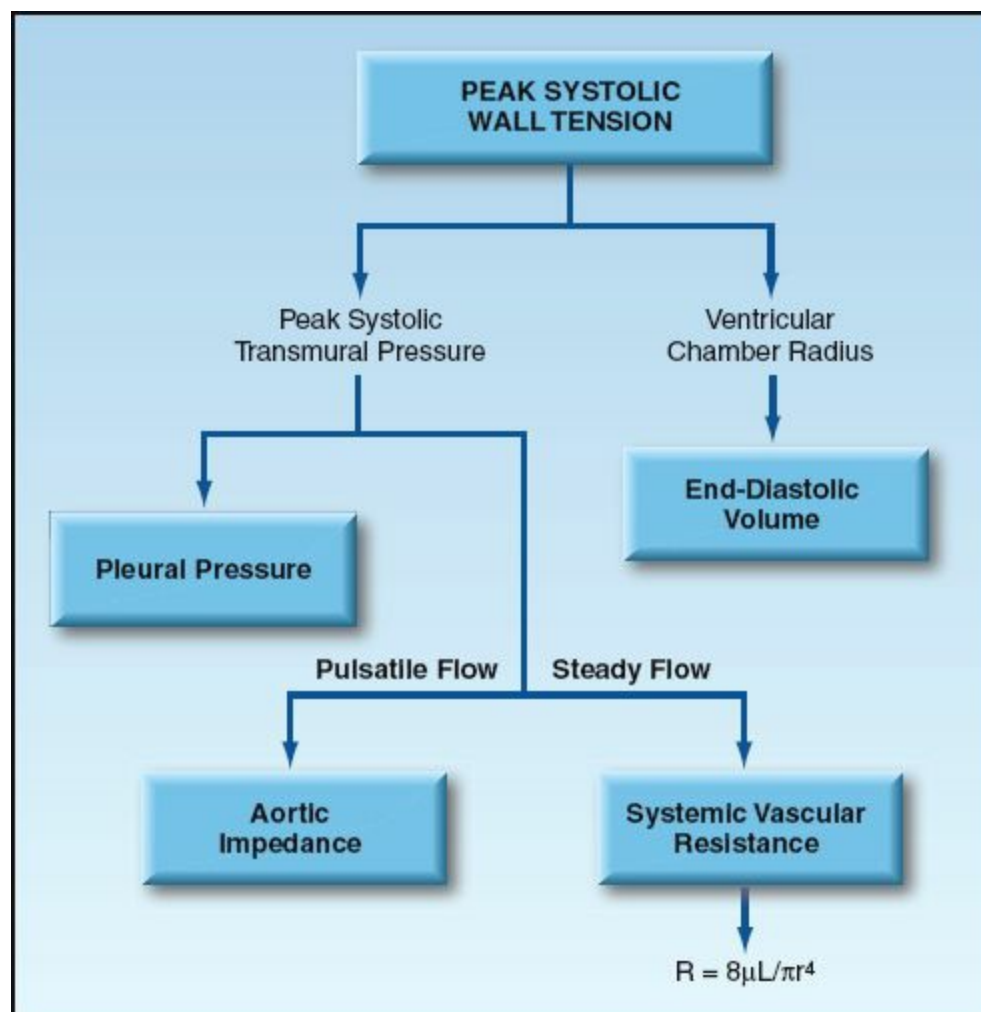 PEAK SYSTOLIC
WALL TENSION
Peak Systolic
Transmural Pressure
Ventricular
Chamber Radius
End-Diastolic
Volume
Pleural Pressure
Pulsatile Flow
Steady Flow
Aortic
Impedance
Systemic Vascular
Resistance
R = 8μL/πr⁴